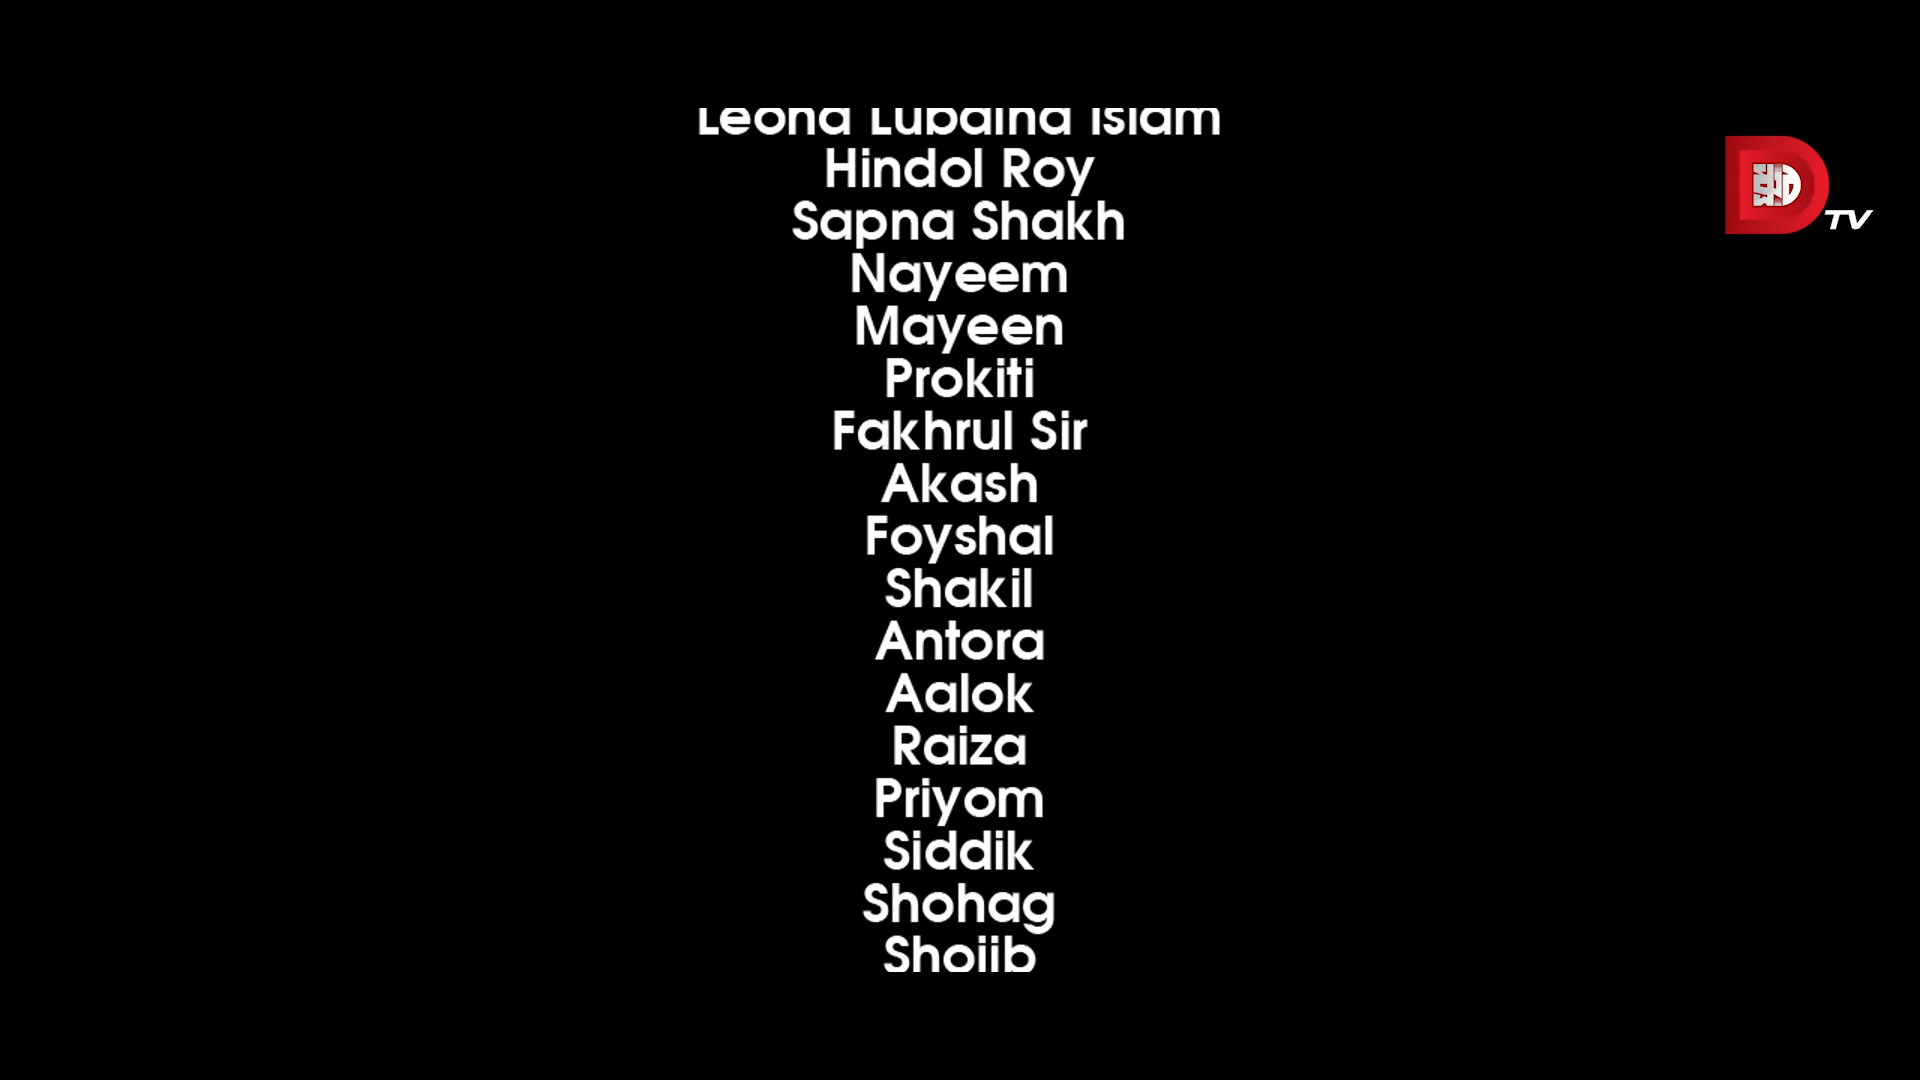 Leona Lubaina Islam
Hindol Roy
Sapna Shakh
Nayeem
Mayeen
Prokiti
Fakhrul Sir
Akash
Foyshal
Shakil
Antora
Aalok
Raiza
Priyom
Siddik
Shohag
TV